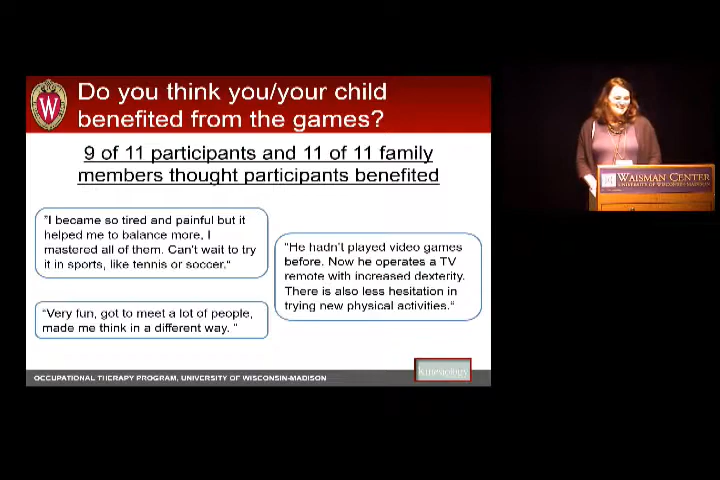 W
Do you think you/your child
benefited from the games?
9 of 11 participants and 11 of 11 family
members thought participants benefited
"I became so tired and painful but it
helped me to balance more, I
mastered all of them. Can't wait to try
it in sports, like tennis or soccer."
"He hadn't played video games
before. Now he operates a TV
remote with increased dexterity.
There is also less hesitation in
trying new physical activities."
"Very fun, got to meet a lot of people,
made me think in a different way. "
kinesiology
OCCUPATIONAL THERAPY PROGRAM, UNIVERSITY OF WISCONSIN-MADISON
WAISMAN CENTER
UNIVERSITY OF WISCONSIN-MADISON